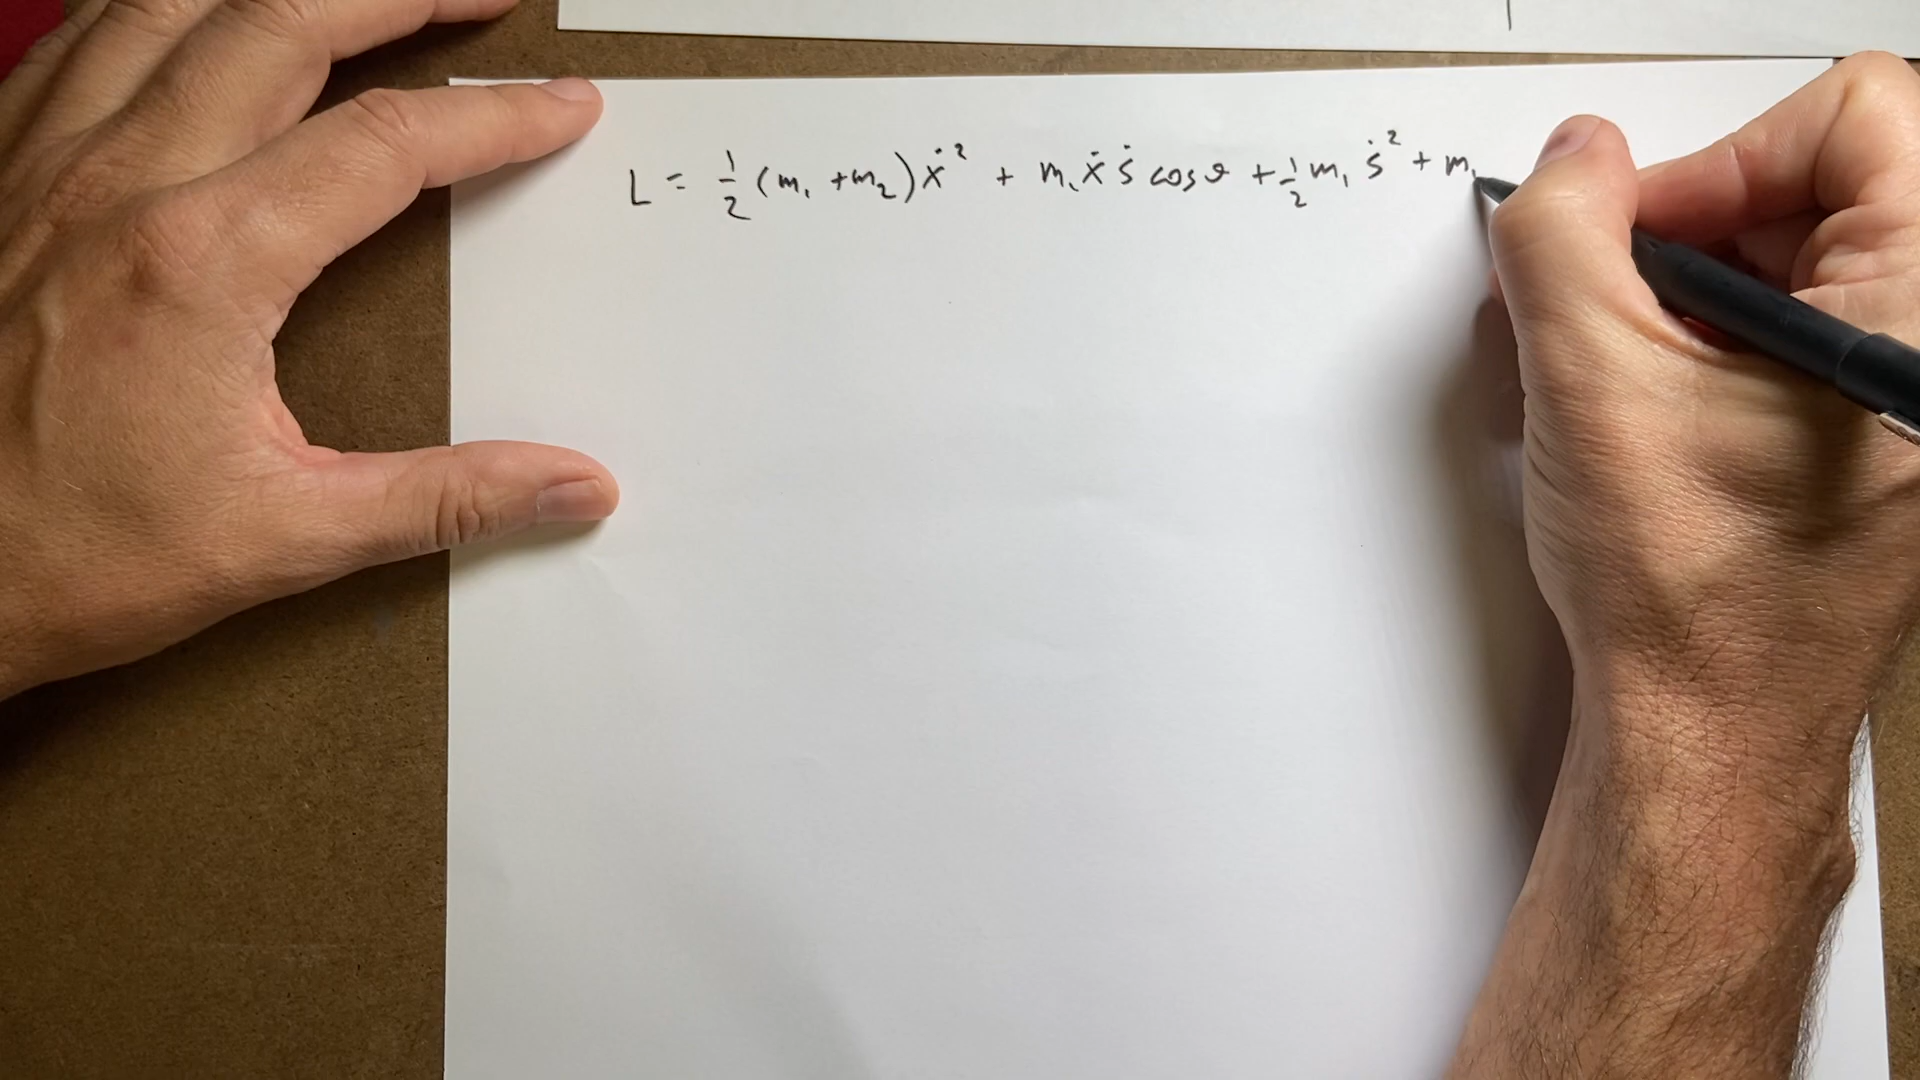 L = 1/2 (m₁ + m₂) ẋ² + m₁ ẋ ṡ cos θ + 1/2 m₁ ṡ² + m₁